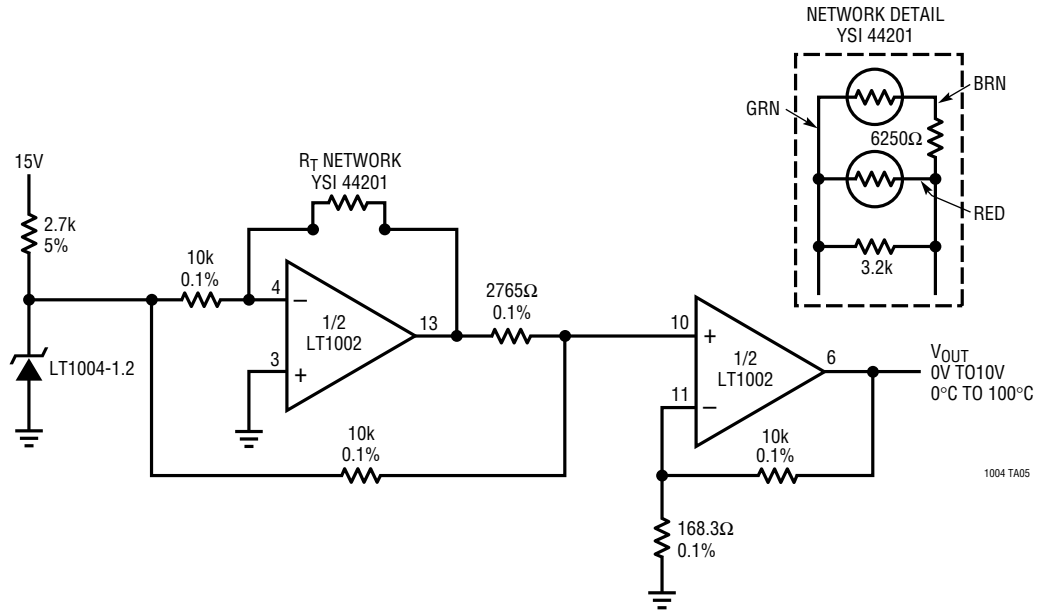 NETWORK DETAIL
YSI 44201
GRN
BRN
6250Ω
RED
3.2k
15V
2.7k
5%
LT1004-1.2
10k
0.1%
RT NETWORK
YSI 44201
4
–
1/2
LT1002
3
+
13
2765Ω
0.1%
10k
0.1%
10
+
1/2
LT1002
11
–
6
VOUT
0V TO10V
0°C TO 100°C
10k
0.1%
168.3Ω
0.1%
1004 TA05